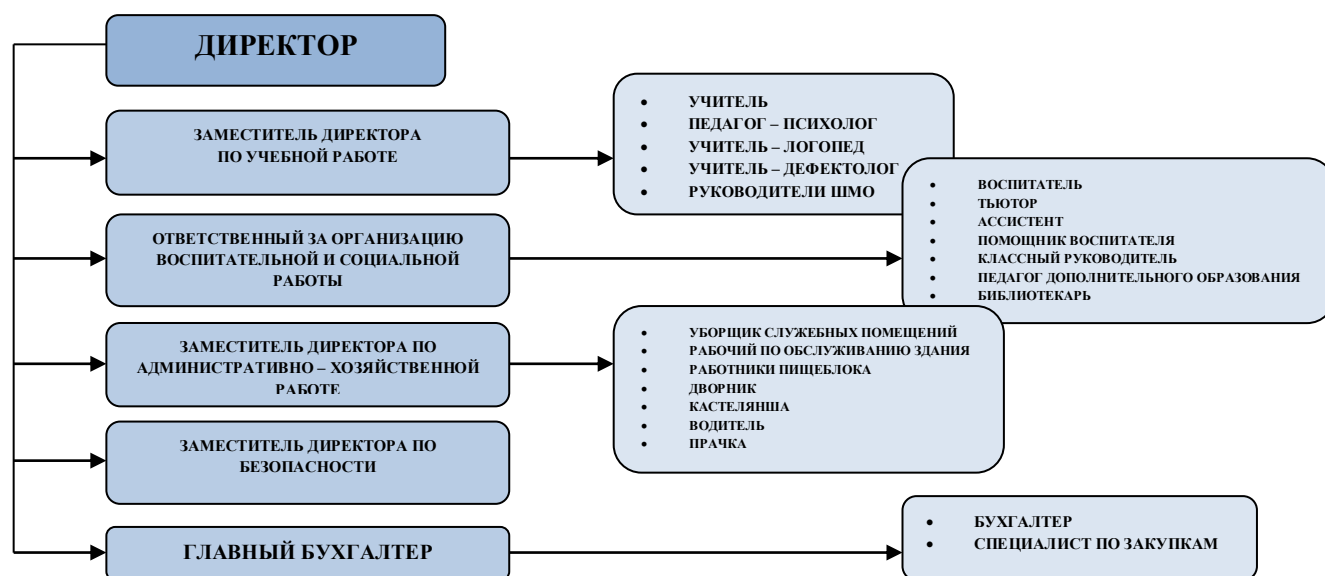 ДИРЕКТОР
ЗАМЕСТИТЕЛЬ ДИРЕКТОРА
ПО УЧЕБНОЙ РАБОТЕ
• УЧИТЕЛЬ
• ПЕДАГОГ – ПСИХОЛОГ
• УЧИТЕЛЬ – ЛОГОПЕД
• УЧИТЕЛЬ – ДЕФЕКТОЛОГ
• РУКОВОДИТЕЛИ ШМО
ОТВЕТСТВЕННЫЙ ЗА ОРГАНИЗАЦИЮ
ВОСПИТАТЕЛЬНОЙ И СОЦИАЛЬНОЙ
РАБОТЫ
• ВОСПИТАТЕЛЬ
• ТЬЮТОР
• АССИСТЕНТ
• ПОМОЩНИК ВОСПИТАТЕЛЯ
• КЛАССНЫЙ РУКОВОДИТЕЛЬ
• ПЕДАГОГ ДОПОЛНИТЕЛЬНОГО ОБРАЗОВАНИЯ
• БИБЛИОТЕКАРЬ
ЗАМЕСТИТЕЛЬ ДИРЕКТОРА ПО
АДМИНИСТРАТИВНО – ХОЗЯЙСТВЕННОЙ
РАБОТЕ
• УБОРЩИК СЛУЖЕБНЫХ ПОМЕЩЕНИЙ
• РАБОЧИЙ ПО ОБСЛУЖИВАНИЮ ЗДАНИЯ
• РАБОТНИКИ ПИЩЕБЛОКА
• ДВОРНИК
• КАСТЕЛЯНША
• ВОДИТЕЛЬ
• ПРАЧКА
ЗАМЕСТИТЕЛЬ ДИРЕКТОРА ПО
БЕЗОПАСНОСТИ
ГЛАВНЫЙ БУХГАЛТЕР
• БУХГАЛТЕР
• СПЕЦИАЛИСТ ПО ЗАКУПКАМ